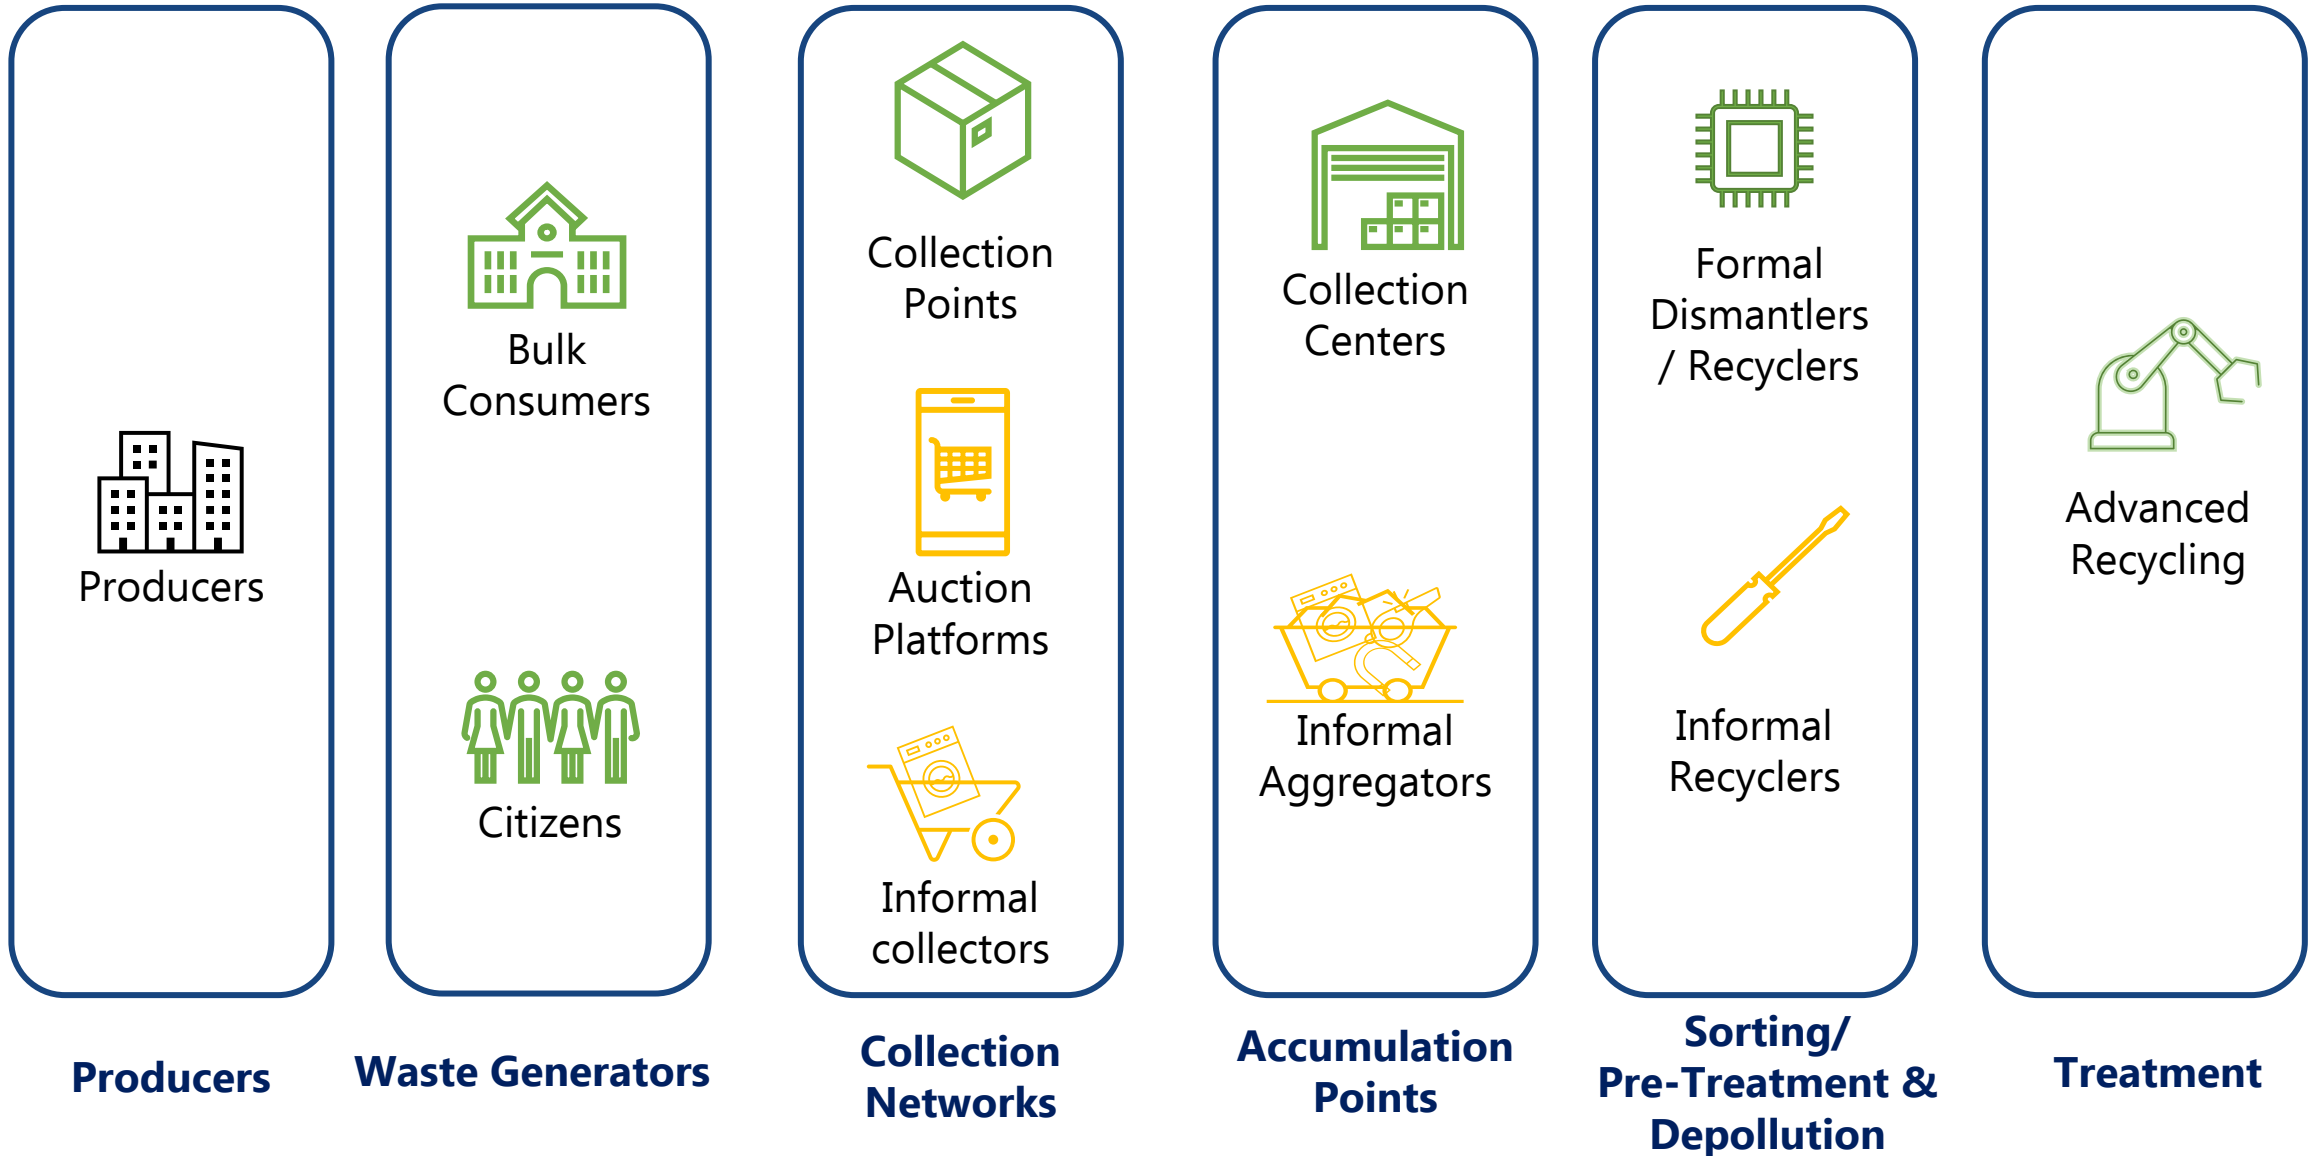 Producers
Bulk
Consumers
Citizens
Collection
Points
Auction
Platforms
Informal
collectors
Collection
Centers
Informal
Aggregators
Formal
Dismantlers
/ Recyclers
Informal
Recyclers
Advanced
Recycling
Producers
Waste Generators
Collection
Networks
Accumulation
Points
Sorting/
Pre-Treatment &
Depollution
Treatment